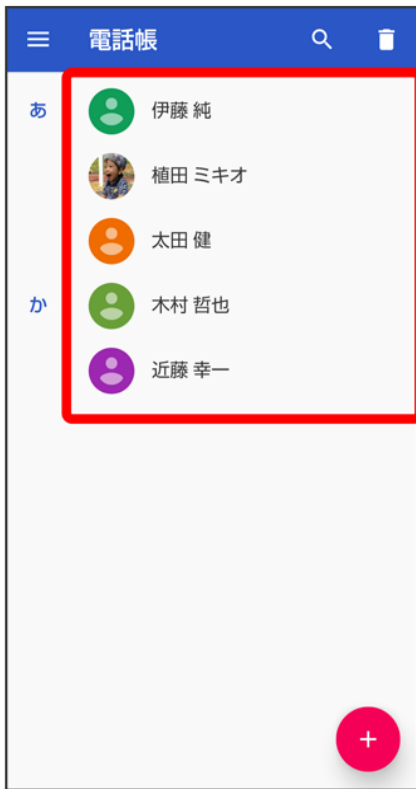 電話帳
あ
伊藤 純
植田 ミキオ
太田 健
か
木村 哲也
近藤 幸一